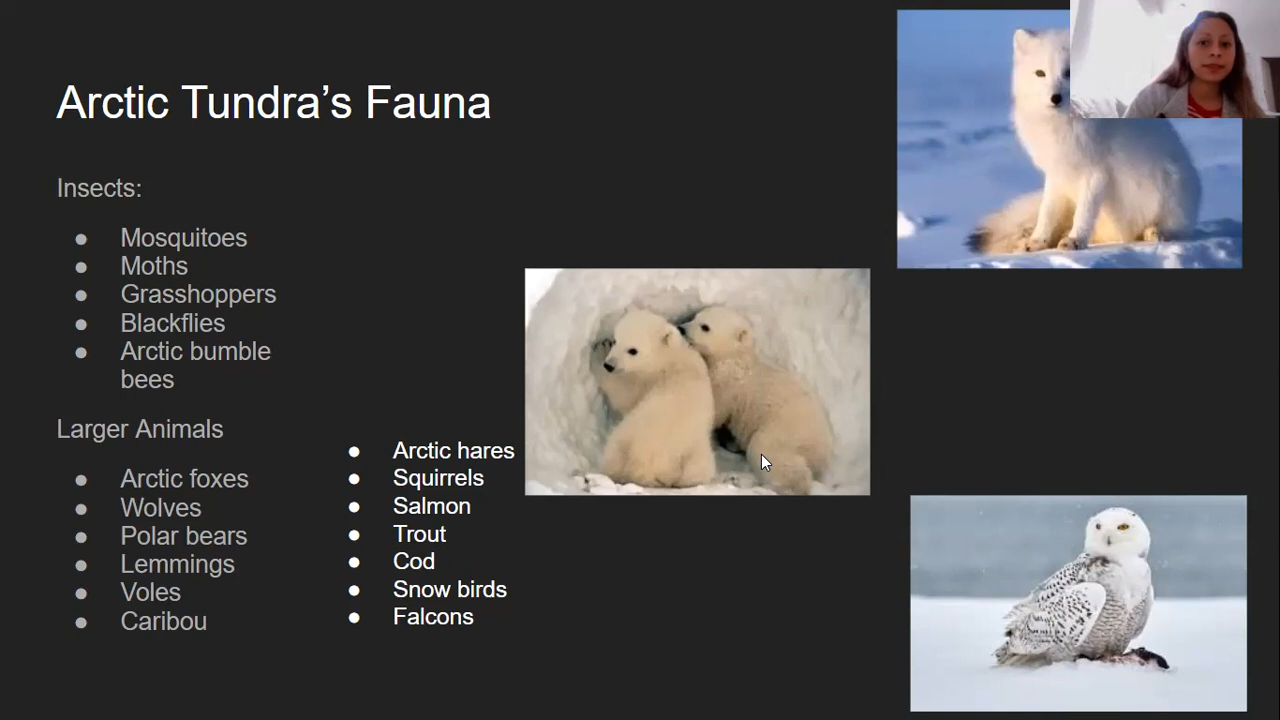 Arctic Tundra’s Fauna
Insects:
● Mosquitoes
● Moths
● Grasshoppers
● Blackflies
● Arctic bumble
bees
Larger Animals
● Arctic foxes
● Wolves
● Polar bears
● Lemmings
● Voles
● Caribou
● Arctic hares
● Squirrels
● Salmon
● Trout
● Cod
● Snow birds
● Falcons